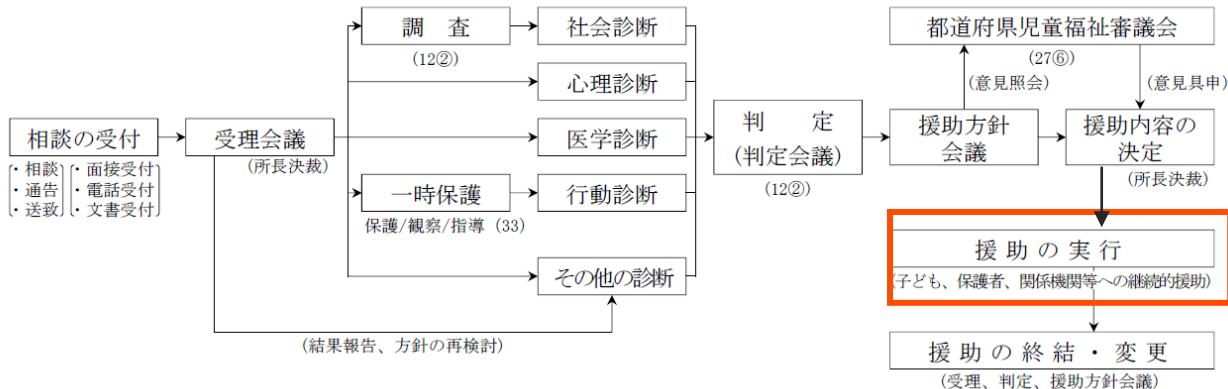 相談の受付
・相談
・通告
・送致
・面接受付
・電話受付
・文書受付
受理会議
(所長決裁)
調　査
(12②)
社会診断
心理診断
医学診断
一時保護
保護/観察/指導 (33)
行動診断
その他の診断
(結果報告、方針の再検討)
判　定
(判定会議)
(12②)
都道府県児童福祉審議会
(27⑥)
(意見照会)
(意見具申)
援助方針
会議
援助内容の
決定
(所長決裁)
援助の実行
(子ども、保護者、関係機関等への継続的援助)
援助の終結・変更
(受理、判定、援助方針会議)